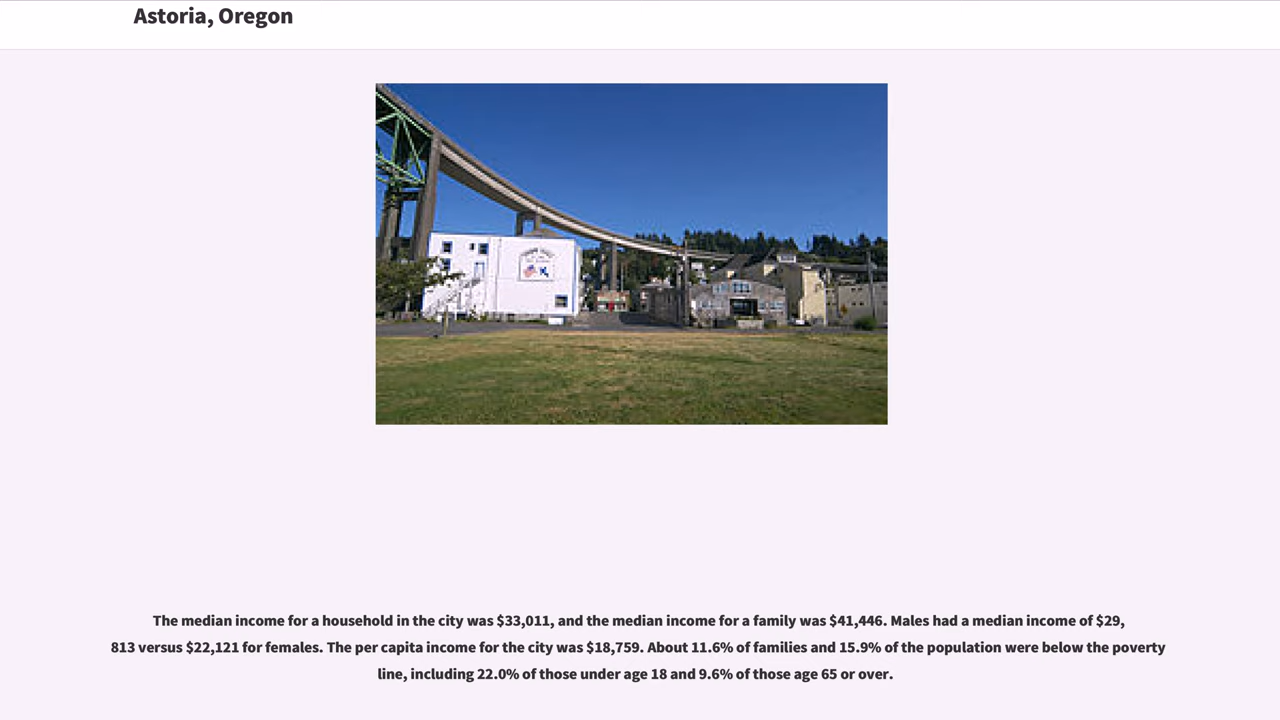 Astoria, Oregon
The median income for a household in the city was $33,011, and the median income for a family was $41,446. Males had a median income of $29,
813 versus $22,121 for females. The per capita income for the city was $18,759. About 11.6% of families and 15.9% of the population were below the poverty
line, including 22.0% of those under age 18 and 9.6% of those age 65 or over.